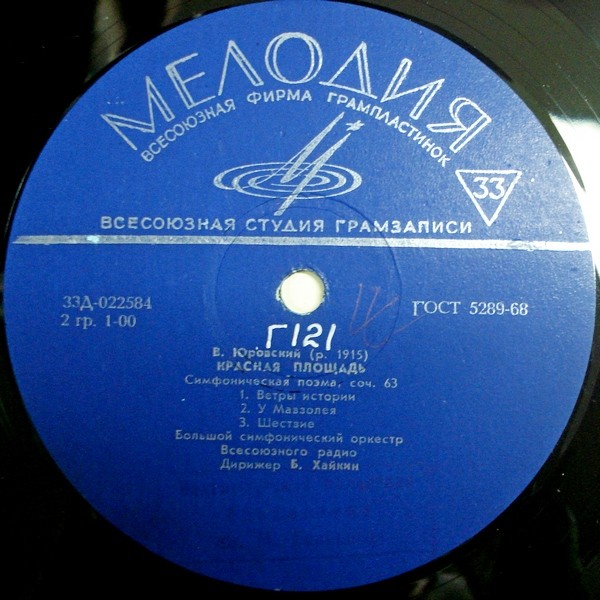 МЕЛОДИЯ
ВСЕСОЮЗНАЯ ФИРМА ГРАМПЛАСТИНОК
33
ВСЕСОЮЗНАЯ СТУДИЯ ГРАМЗАПИСИ
33Д-022584
2 гр. 1-00
ГОСТ 5289-68
Г121
В. Юровский (р. 1915)
КРАСНАЯ ПЛОЩАДЬ
Симфоническая поэма, соч. 63
1. Ветры истории
2. У Мавзолея
3. Шествие
Большой симфонический оркестр
Всесоюзного радио
Дирижер Б. Хайкин